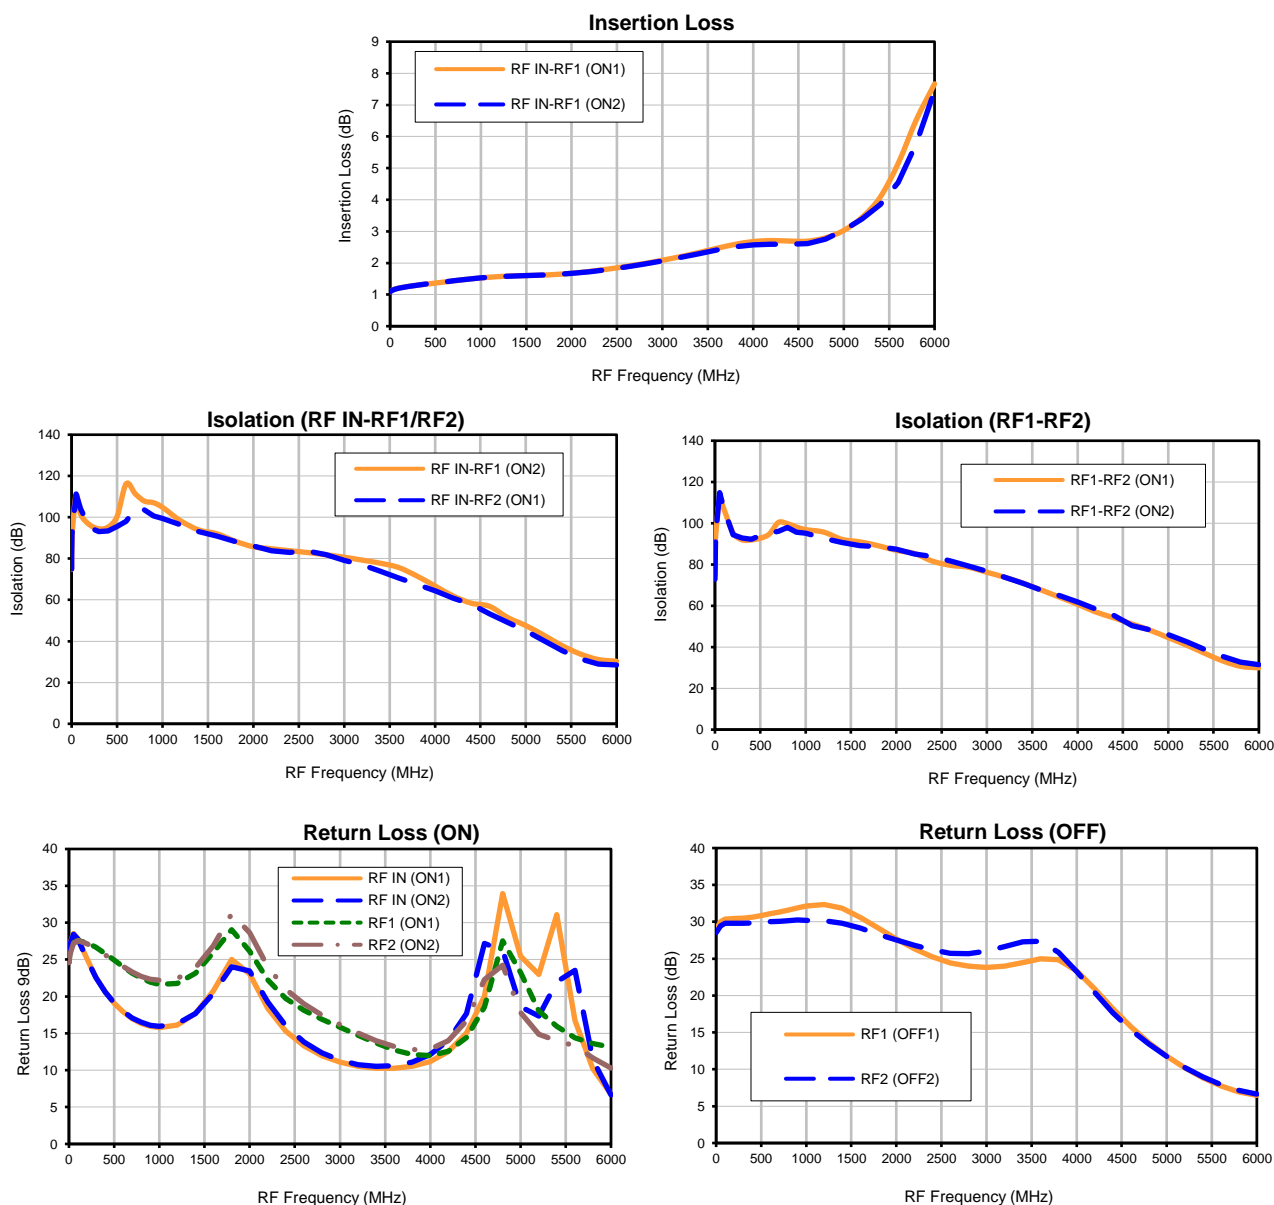 Insertion Loss
9
8
7
6
5
4
3
2
1
0
Insertion Loss (dB)
RF IN-RF1 (ON1)
RF IN-RF1 (ON2)
0 500 1000 1500 2000 2500 3000 3500 4000 4500 5000 5500 6000
RF Frequency (MHz)
Isolation (RF IN-RF1/RF2)
140
120
100
80
60
40
20
0
Isolation (dB)
RF IN-RF1 (ON2)
RF IN-RF2 (ON1)
0 500 1000 1500 2000 2500 3000 3500 4000 4500 5000 5500 6000
RF Frequency (MHz)
Isolation (RF1-RF2)
140
120
100
80
60
40
20
0
Isolation (dB)
RF1-RF2 (ON1)
RF1-RF2 (ON2)
0 500 1000 1500 2000 2500 3000 3500 4000 4500 5000 5500 6000
RF Frequency (MHz)
Return Loss (ON)
40
35
30
25
20
15
10
5
0
Return Loss 9dB)
RF IN (ON1)
RF IN (ON2)
RF1 (ON1)
RF2 (ON2)
0 500 1000 1500 2000 2500 3000 3500 4000 4500 5000 5500 6000
RF Frequency (MHz)
Return Loss (OFF)
40
35
30
25
20
15
10
5
0
Return Loss (dB)
RF1 (OFF1)
RF2 (OFF2)
0 500 1000 1500 2000 2500 3000 3500 4000 4500 5000 5500 6000
RF Frequency (MHz)